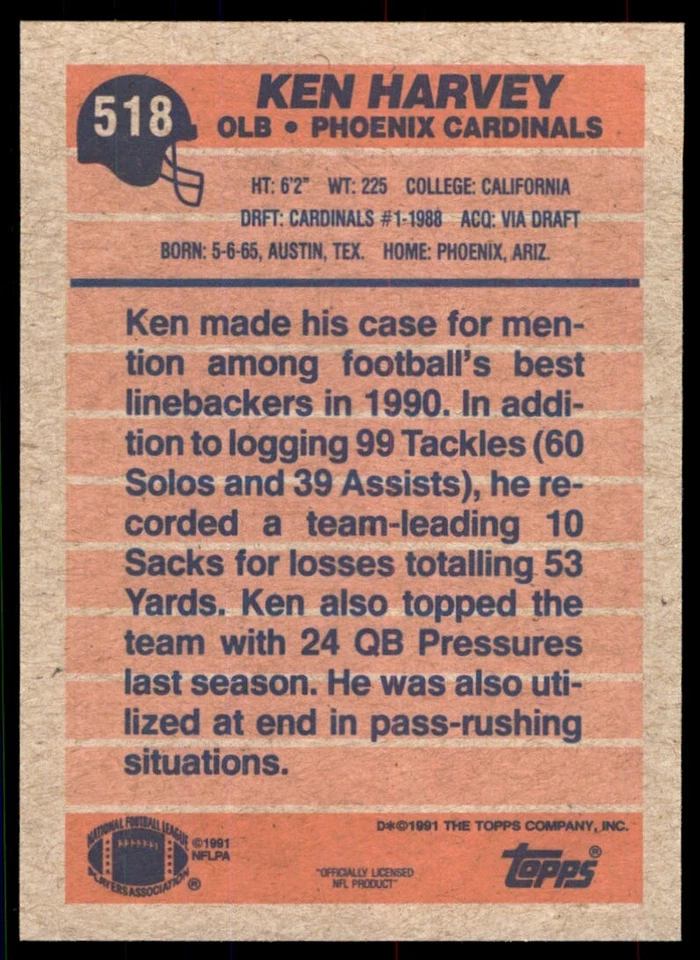 518
KEN HARVEY
OLB • PHOENIX CARDINALS
HT: 6'2" WT: 225 COLLEGE: CALIFORNIA
DRFT: CARDINALS #1-1988 ACQ: VIA DRAFT
BORN: 5-6-65, AUSTIN, TEX. HOME: PHOENIX, ARIZ.
Ken made his case for men-
tion among football's best
linebackers in 1990. In addi-
tion to logging 99 Tackles (60
Solos and 39 Assists), he re-
corded a team-leading 10
Sacks for losses totalling 53
Yards. Ken also topped the
team with 24 QB Pressures
last season. He was also uti-
lized at end in pass-rushing
situations.
D*©1991 THE TOPPS COMPANY, INC.
NATIONAL FOOTBALL LEAGUE
PLAYERS ASSOCIATION ®
©1991
NFLPA
"OFFICIALLY LICENSED
NFL PRODUCT"
topps®